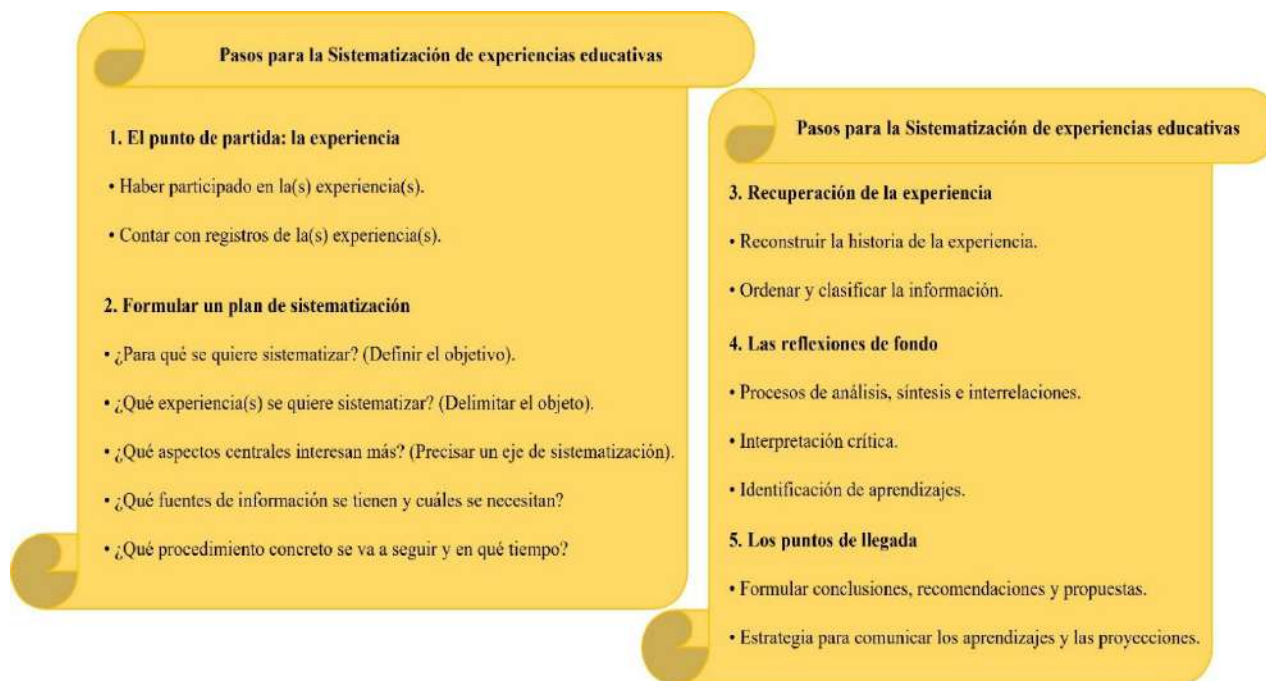 Pasos para la Sistematización de experiencias educativas
1. El punto de partida: la experiencia
• Haber participado en la(s) experiencia(s).
• Contar con registros de la(s) experiencia(s).
2. Formular un plan de sistematización
• ¿Para qué se quiere sistematizar? (Definir el objetivo).
• ¿Qué experiencia(s) se quiere sistematizar? (Delimitar el objeto).
• ¿Qué aspectos centrales interesan más? (Precisar un eje de sistematización).
• ¿Qué fuentes de información se tienen y cuáles se necesitan?
• ¿Qué procedimiento concreto se va a seguir y en qué tiempo?
Pasos para la Sistematización de experiencias educativas
3. Recuperación de la experiencia
• Reconstruir la historia de la experiencia.
• Ordenar y clasificar la información.
4. Las reflexiones de fondo
• Procesos de análisis, síntesis e interrelaciones.
• Interpretación crítica.
• Identificación de aprendizajes.
5. Los puntos de llegada
• Formular conclusiones, recomendaciones y propuestas.
• Estrategia para comunicar los aprendizajes y las proyecciones.